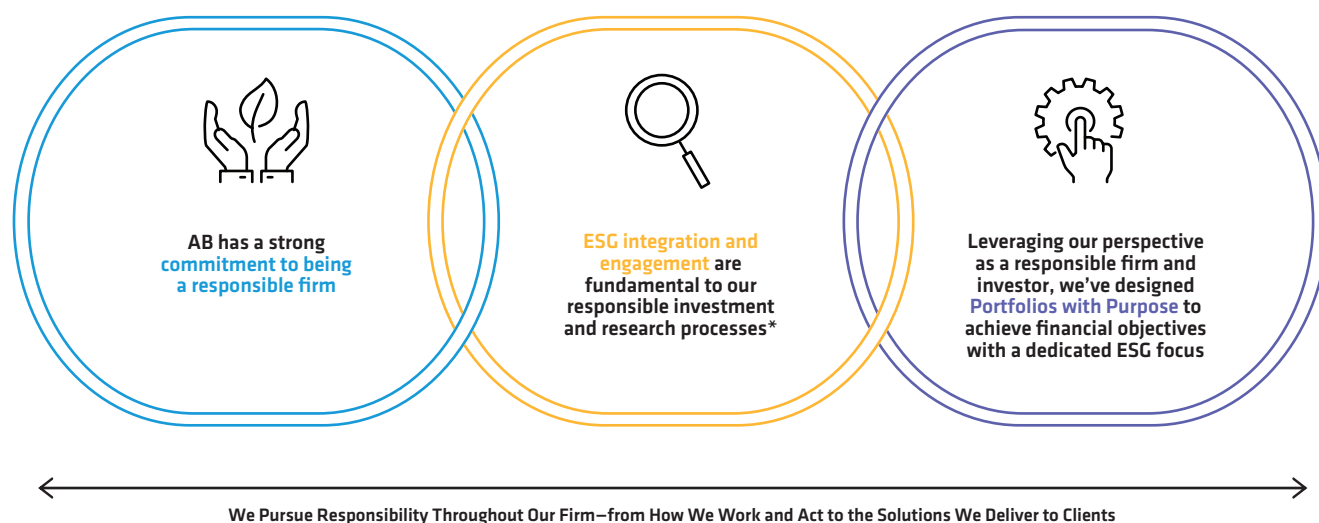 AB has a strong
commitment to being
a responsible firm
ESG integration and
engagement are
fundamental to our
responsible investment
and research processes*
Leveraging our perspective
as a responsible firm and
investor, we’ve designed
Portfolios with Purpose to
achieve financial objectives
with a dedicated ESG focus
We Pursue Responsibility Throughout Our Firm—from How We Work and Act to the Solutions We Deliver to Clients